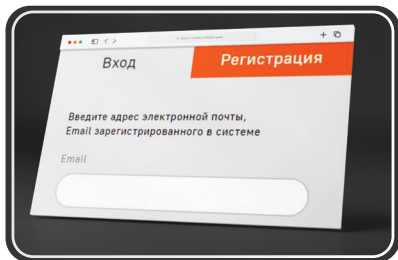 Вход
Регистрация
Введите адрес электронной почты,
Email зарегистрированного в системе
Email